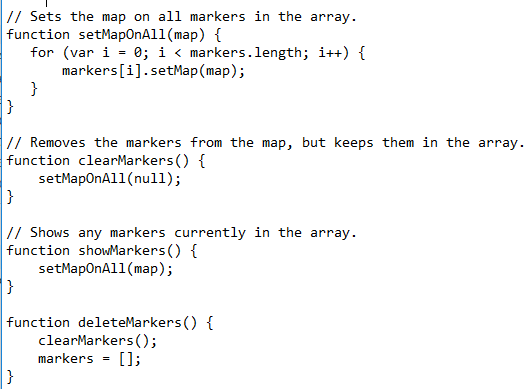 // Sets the map on all markers in the array.
function setMapOnAll(map) {
   for (var i = 0; i < markers.length; i++) {
       markers[i].setMap(map);
   }
}

// Removes the markers from the map, but keeps them in the array.
function clearMarkers() {
    setMapOnAll(null);
}

// Shows any markers currently in the array.
function showMarkers() {
    setMapOnAll(map);
}

function deleteMarkers() {
    clearMarkers();
    markers = [];
}